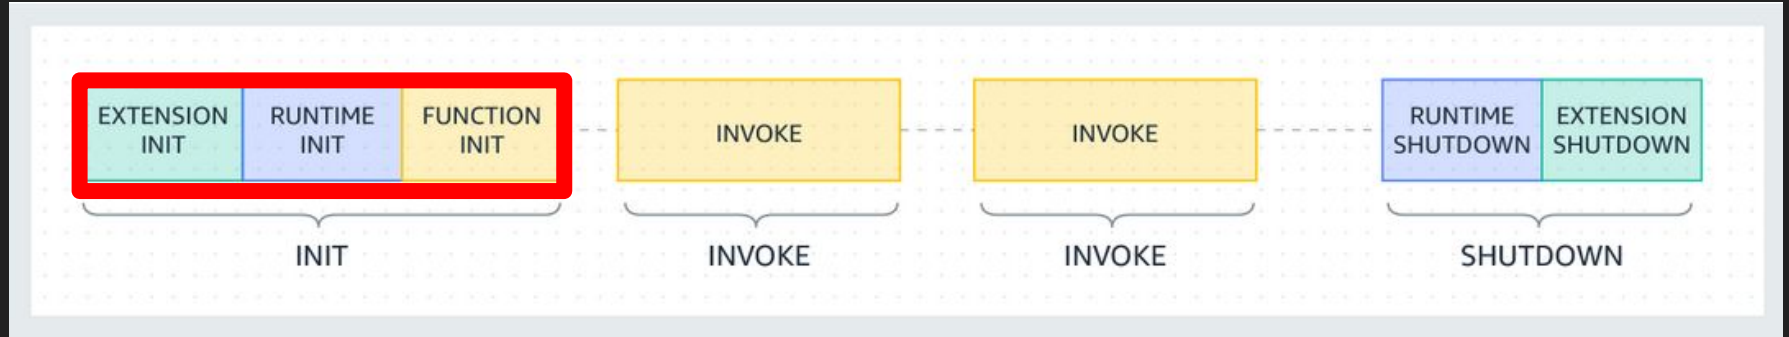 EXTENSION
INIT
RUNTIME
INIT
FUNCTION
INIT
INVOKE
INVOKE
RUNTIME
SHUTDOWN
EXTENSION
SHUTDOWN
INIT
INVOKE
INVOKE
SHUTDOWN